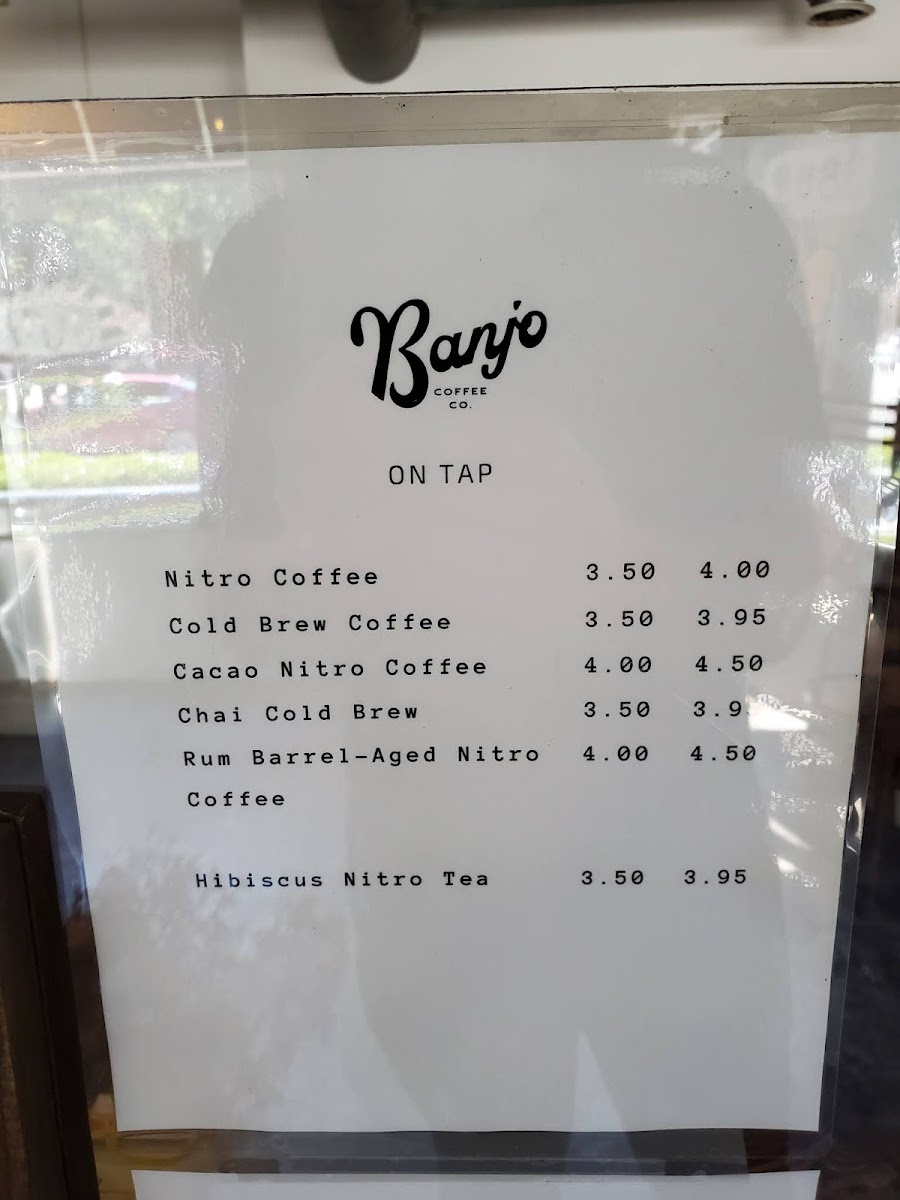 Banjo
COFFEE
CO.
ON TAP
Nitro Coffee 3.50 4.00
Cold Brew Coffee 3.50 3.95
Cacao Nitro Coffee 4.00 4.50
Chai Cold Brew 3.50 3.9
Rum Barrel-Aged Nitro 4.00 4.50
Coffee
Hibiscus Nitro Tea 3.50 3.95